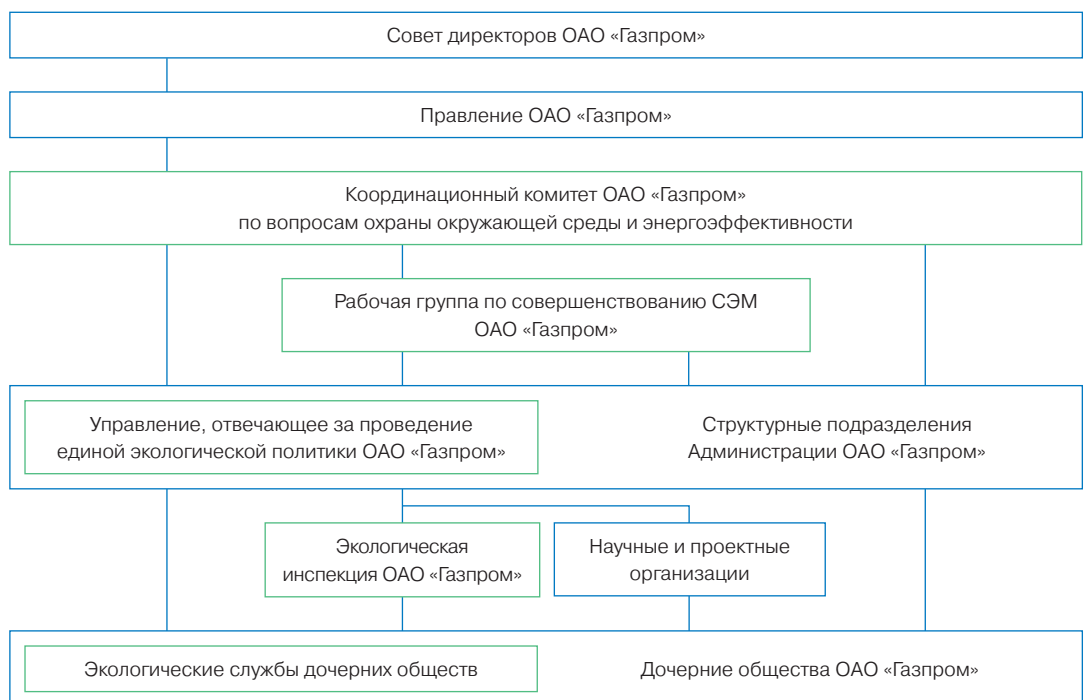 Совет директоров ОАО «Газпром»
Правление ОАО «Газпром»
Координационный комитет ОАО «Газпром»
по вопросам охраны окружающей среды и энергоэффективности
Рабочая группа по совершенствованию СЭМ
ОАО «Газпром»
Управление, отвечающее за проведение
единой экологической политики ОАО «Газпром»
Структурные подразделения
Администрации ОАО «Газпром»
Экологическая
инспекция ОАО «Газпром»
Научные и проектные
организации
Экологические службы дочерних обществ
Дочерние общества ОАО «Газпром»